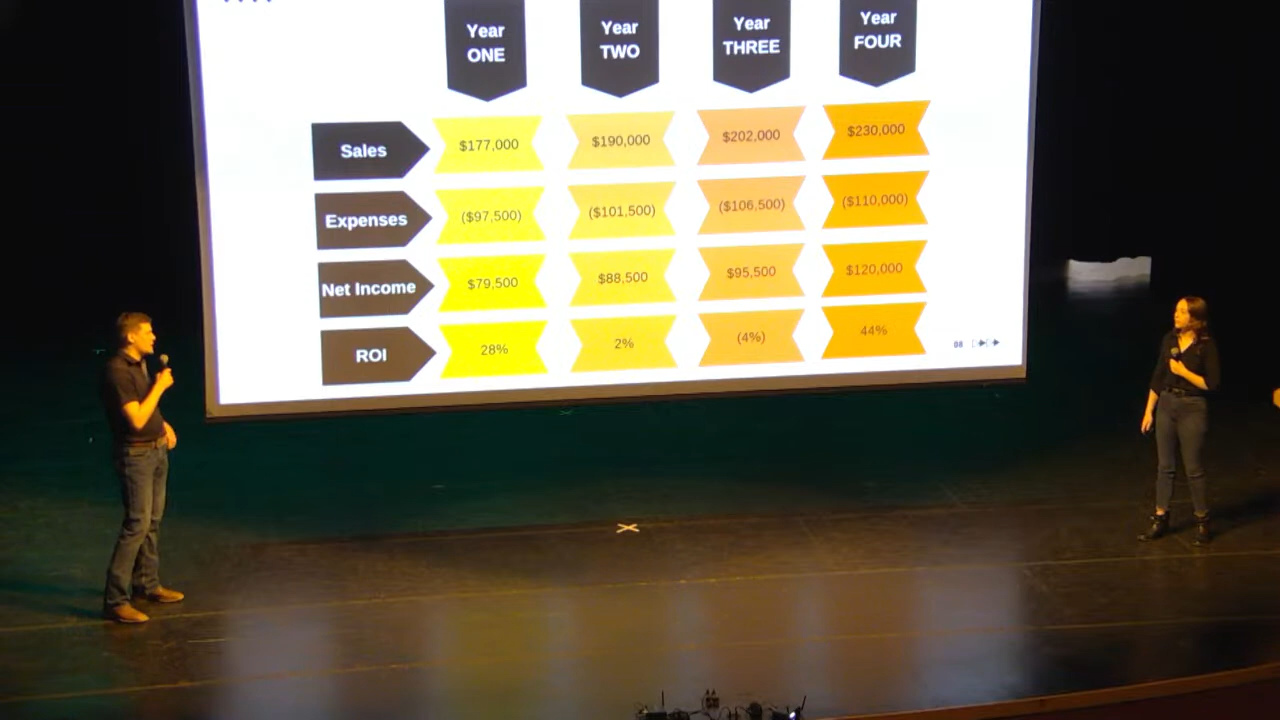 Year Year Year Year
ONE TWO THREE FOUR
Sales $177,000 $190,000 $202,000 $230,000
Expenses ($97,500) ($101,500) ($106,500) ($110,000)
Net Income $79,500 $88,500 $95,500 $120,000
ROI 28% 2% (4%) 44%
08